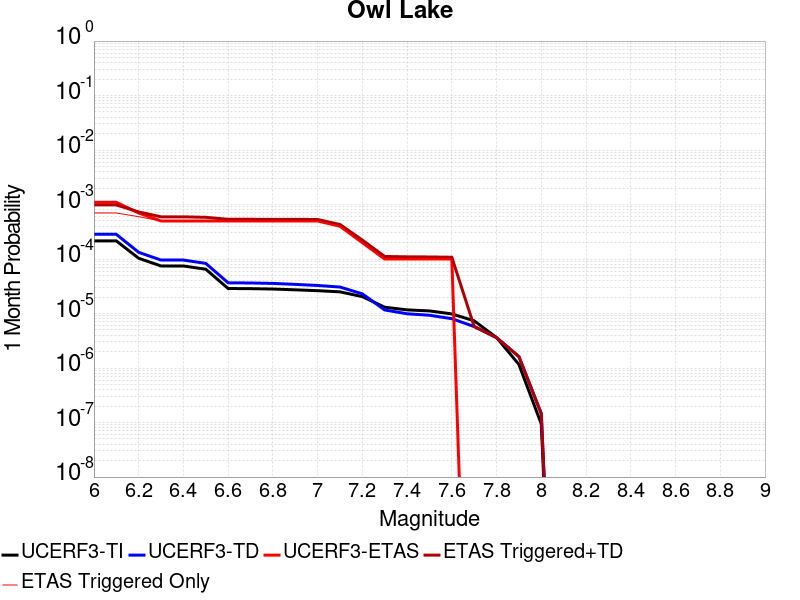 Owl Lake
10^0
10^-1
10^-2
10^-3
10^-4
10^-5
10^-6
10^-7
10^-8
1 Month Probability
6 6.2 6.4 6.6 6.8 7 7.2 7.4 7.6 7.8 8 8.2 8.4 8.6 8.8 9
Magnitude
UCERF3-TI UCERF3-TD UCERF3-ETAS ETAS Triggered+TD
ETAS Triggered Only